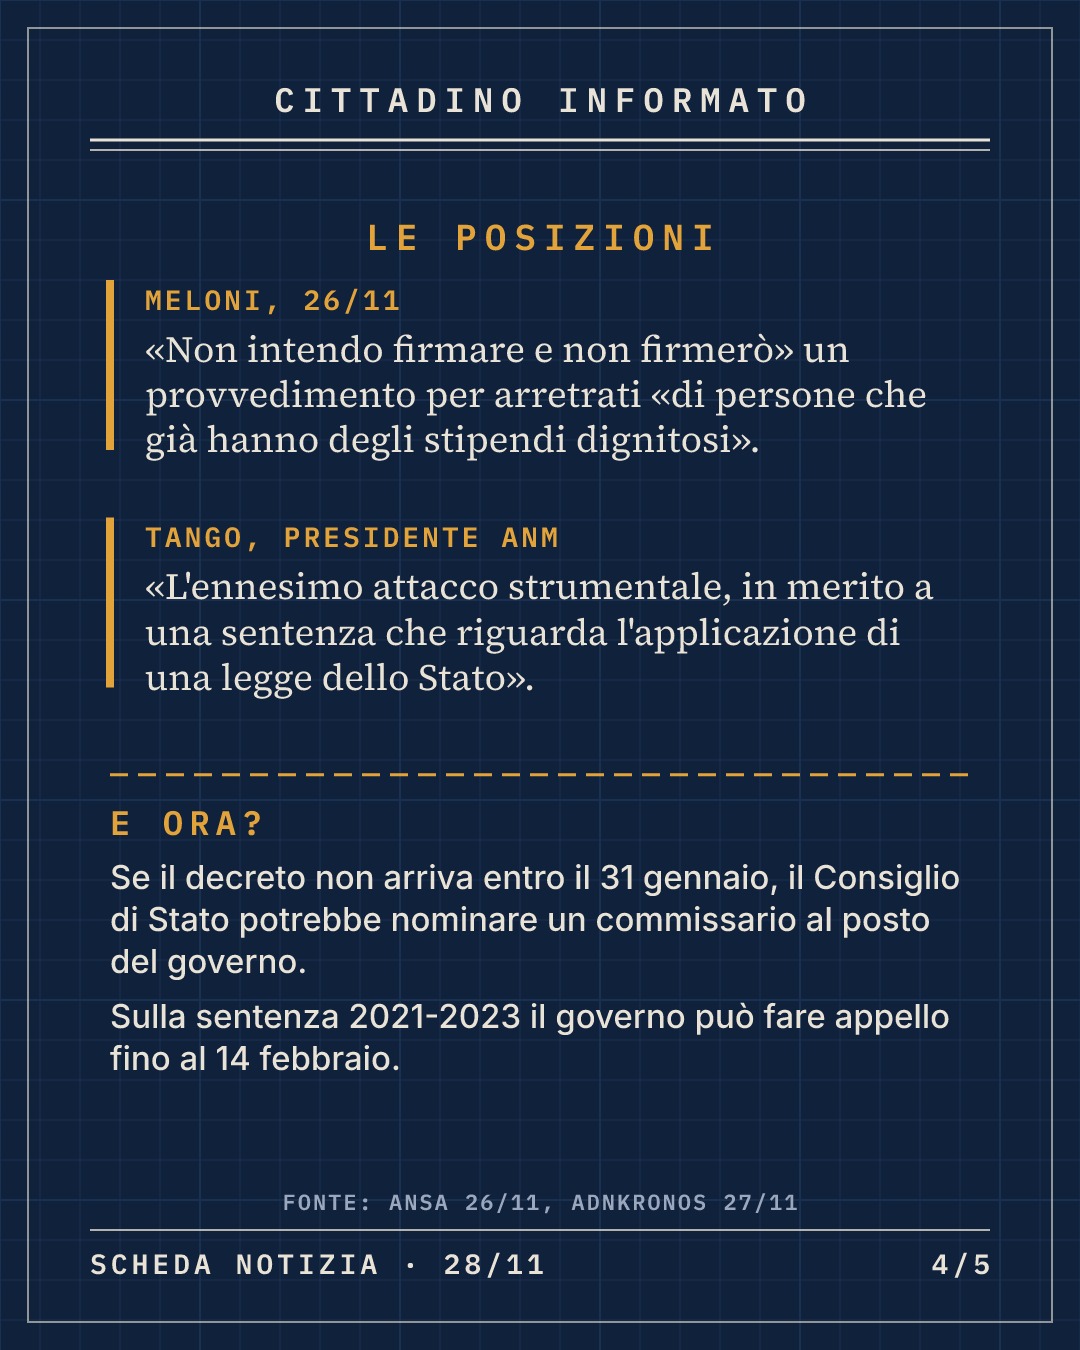 CITTADINO INFORMATO
LE POSIZIONI
MELONI, 26/11
«Non intendo firmare e non firmerò» un
provvedimento per arretrati «di persone che
già hanno degli stipendi dignitosi».
TANGO, PRESIDENTE ANM
«L'ennesimo attacco strumentale, in merito a
una sentenza che riguarda l'applicazione di
una legge dello Stato».
E ORA?
Se il decreto non arriva entro il 31 gennaio, il Consiglio
di Stato potrebbe nominare un commissario al posto
del governo.
Sulla sentenza 2021-2023 il governo può fare appello
fino al 14 febbraio.
FONTE: ANSA 26/11, ADNKRONOS 27/11
SCHEDA NOTIZIA · 28/11
4/5